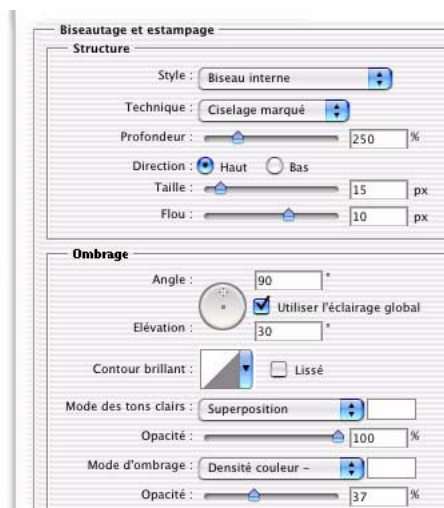 Biseautage et estampage
Structure
Style : Biseau interne
Technique : Ciselage marqué
Profondeur : 250 %
Direction : Haut Bas
Taille : 15 px
Flou : 10 px
Ombrage
Angle : 90 °
Utiliser l'éclairage global
Elévation : 30 °
Contour brillant : Lissé
Mode des tons clairs : Superposition
Opacité : 100 %
Mode d'ombrage : Densité couleur –
Opacité : 37 %